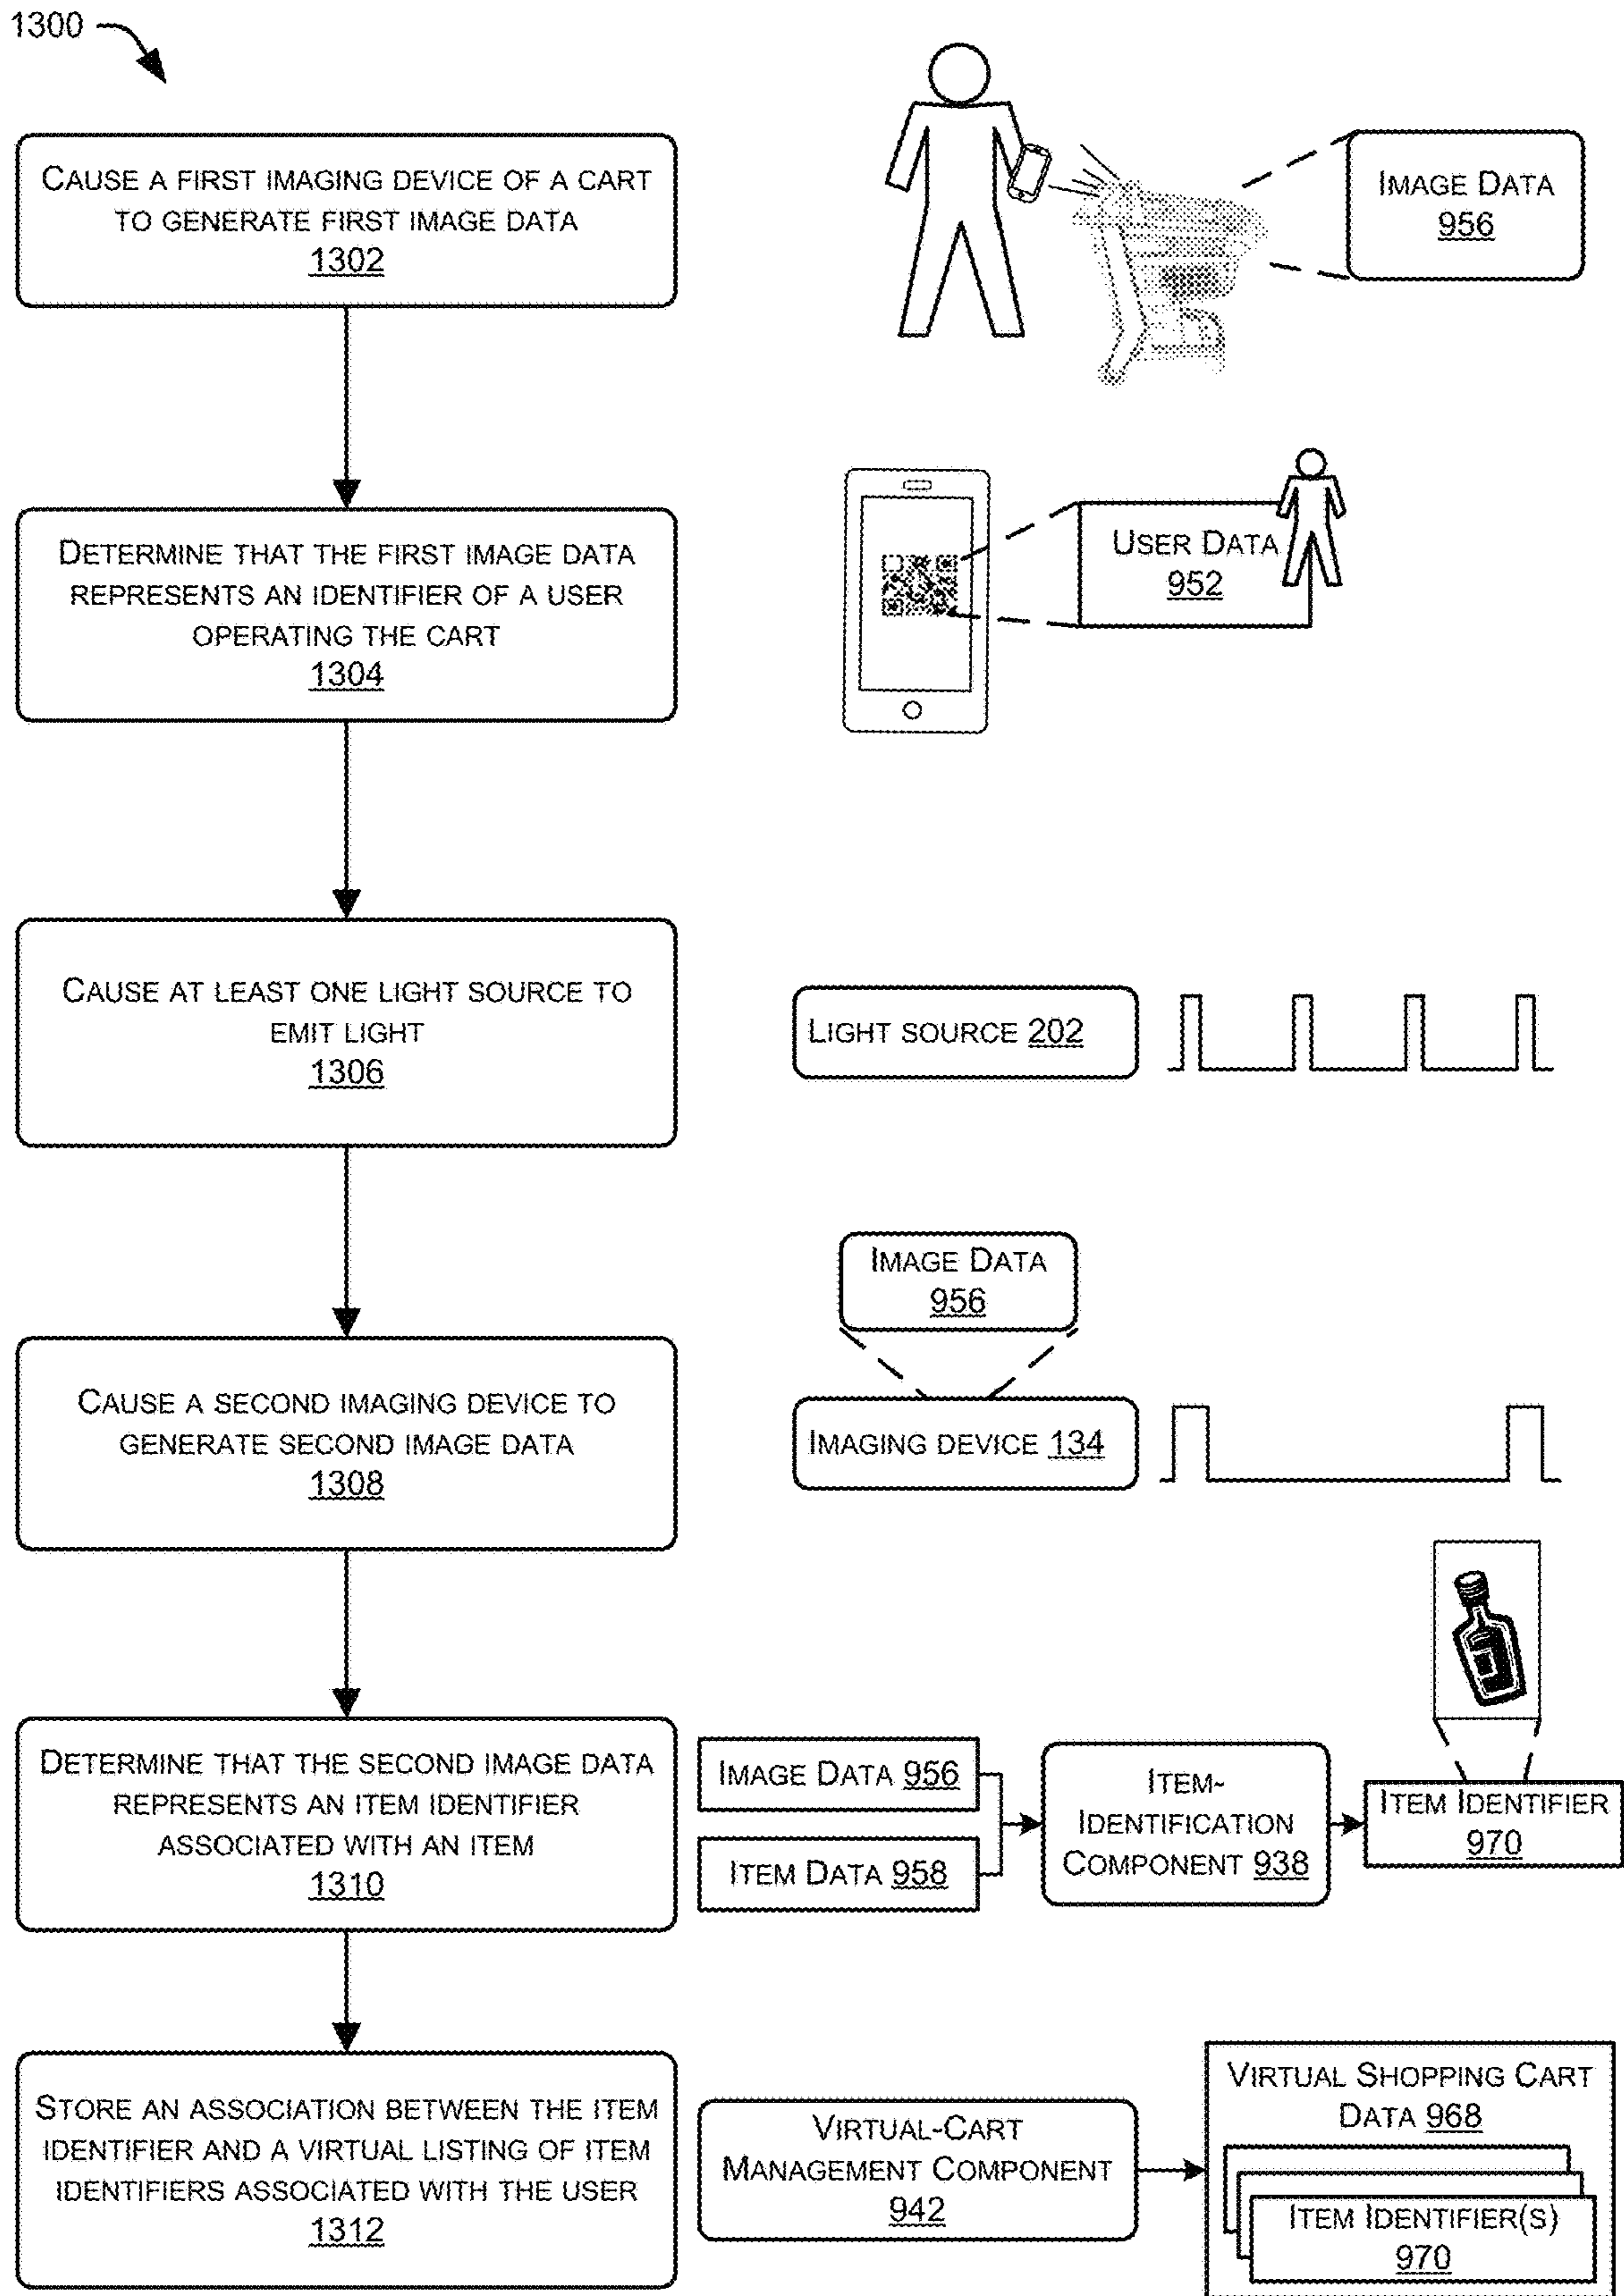 1300
CAUSE A FIRST IMAGING DEVICE OF A CART
TO GENERATE FIRST IMAGE DATA
1302
IMAGE DATA
956
DETERMINE THAT THE FIRST IMAGE DATA
REPRESENTS AN IDENTIFIER OF A USER
OPERATING THE CART
1304
USER DATA
952
CAUSE AT LEAST ONE LIGHT SOURCE TO
EMIT LIGHT
1306
LIGHT SOURCE 202
CAUSE A SECOND IMAGING DEVICE TO
GENERATE SECOND IMAGE DATA
1308
IMAGE DATA
956
IMAGING DEVICE 134
DETERMINE THAT THE SECOND IMAGE DATA
REPRESENTS AN ITEM IDENTIFIER
ASSOCIATED WITH AN ITEM
1310
IMAGE DATA 956
ITEM DATA 958
ITEM-
IDENTIFICATION
COMPONENT 938
ITEM IDENTIFIER
970
STORE AN ASSOCIATION BETWEEN THE ITEM
IDENTIFIER AND A VIRTUAL LISTING OF ITEM
IDENTIFIERS ASSOCIATED WITH THE USER
1312
VIRTUAL-CART
MANAGEMENT COMPONENT
942
VIRTUAL SHOPPING CART
DATA 968
ITEM IDENTIFIER(S)
970